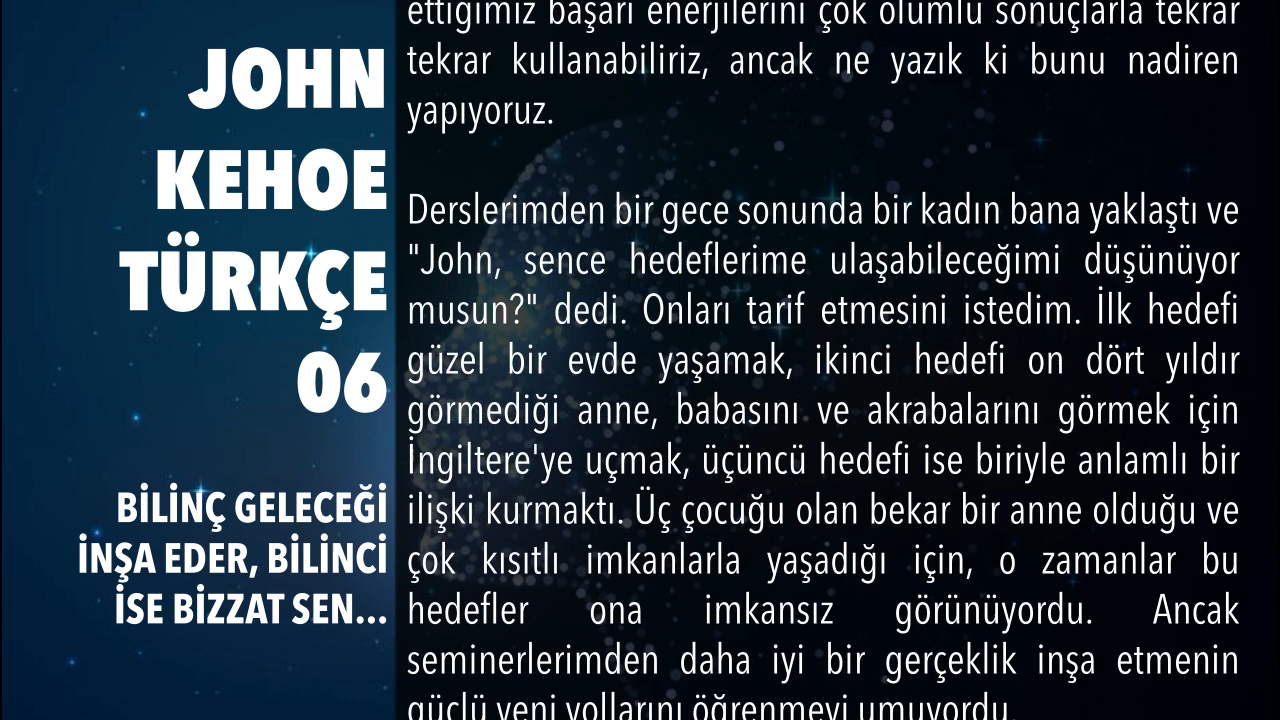 JOHN
KEHOE
TÜRKÇE
06
BİLİNÇ GELECEĞİ
İNŞA EDER, BİLİNCİ
İSE BİZZAT SEN...
ettiğimiz başarı enerjilerini çok olumlu sonuçlarla tekrar
tekrar kullanabiliriz, ancak ne yazık ki bunu nadiren
yapıyoruz.
Derslerimden bir gece sonunda bir kadın bana yaklaştı ve
"John, sence hedeflerime ulaşabileceğimi düşünüyor
musun?" dedi. Onları tarif etmesini istedim. İlk hedefi
güzel bir evde yaşamak, ikinci hedefi on dört yıldır
görmediği anne, babasını ve akrabalarını görmek için
İngiltere'ye uçmak, üçüncü hedefi ise biriyle anlamlı bir
ilişki kurmaktı. Üç çocuğu olan bekar bir anne olduğu ve
çok kısıtlı imkanlarla yaşadığı için, o zamanlar bu
hedefler ona imkansız görünüyordu. Ancak
seminerlerimden daha iyi bir gerçeklik inşa etmenin
güçlü yeni yollarını öğrenmeyi umuyordu.